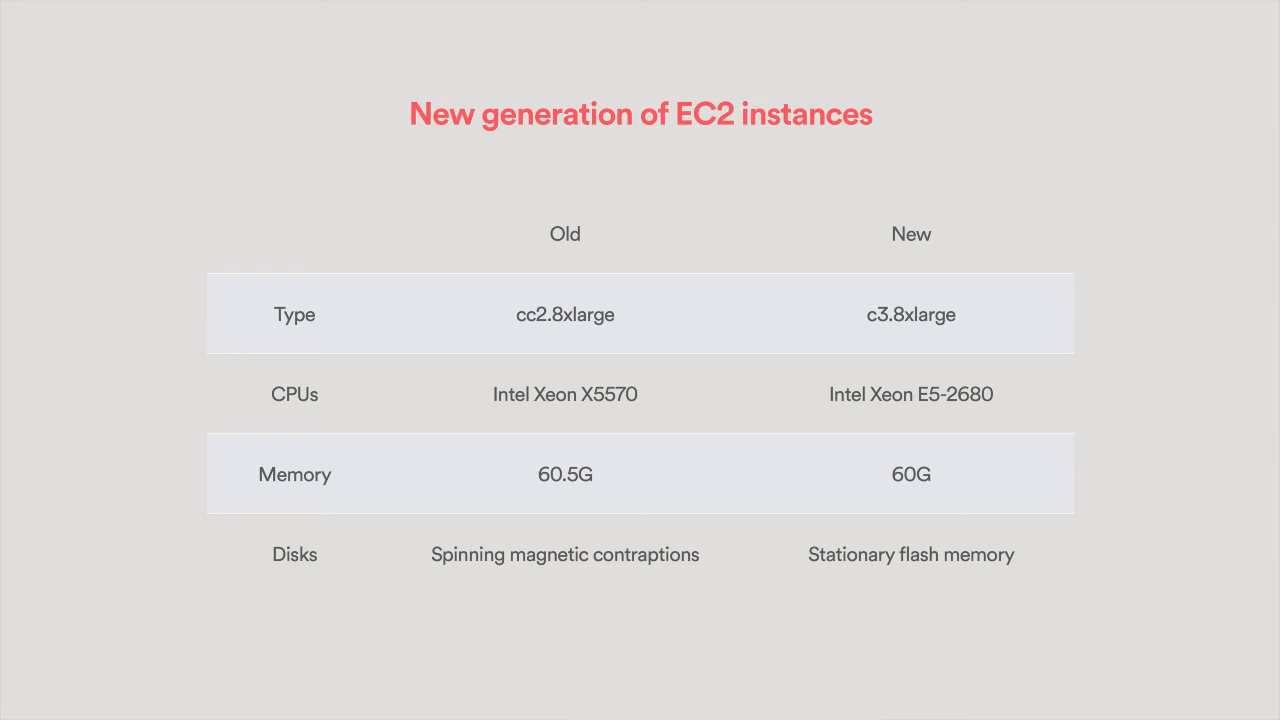 New generation of EC2 instances
Old New
Type cc2.8xlarge c3.8xlarge
CPUs Intel Xeon X5570 Intel Xeon E5-2680
Memory 60.5G 60G
Disks Spinning magnetic contraptions Stationary flash memory